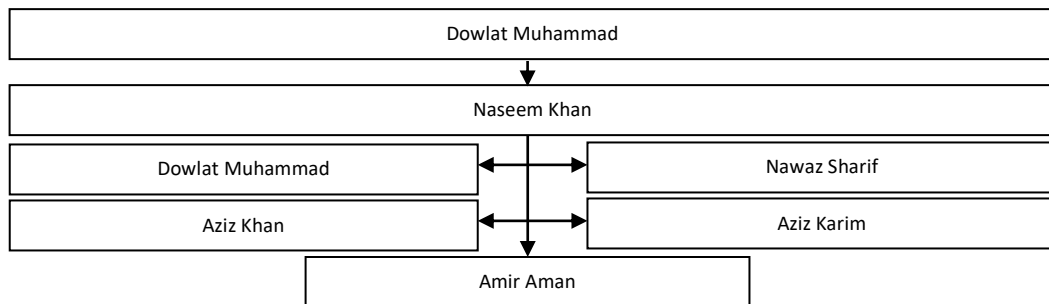 Dowlat Muhammad
Naseem Khan
Dowlat Muhammad
Nawaz Sharif
Aziz Khan
Aziz Karim
Amir Aman